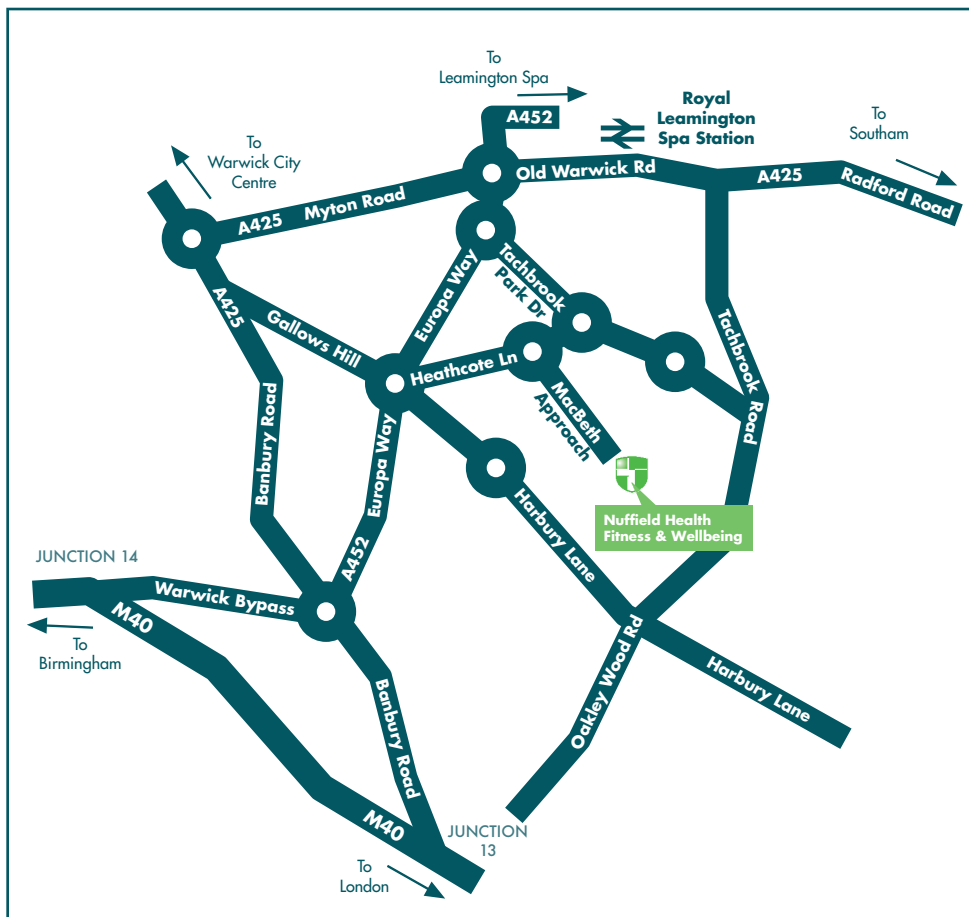 To
Leamington Spa
A452
Royal
Leamington
Spa Station
To
Southam
To
Warwick City
Centre
Old Warwick Rd
A425
Radford Road
A425 Myton Road
Tachbrook
Park Dr
Europa Way
A425
Gallows Hill
Heathcote Ln
MacBeth
Approach
Tachbrook Road
Banbury Road
A452 Europa Way
Harbury Lane
Nuffield Health
Fitness & Wellbeing
JUNCTION 14
Warwick Bypass
M40
To
Birmingham
Banbury Road
Oakley Wood Rd
Harbury Lane
M40
JUNCTION
13
To
London